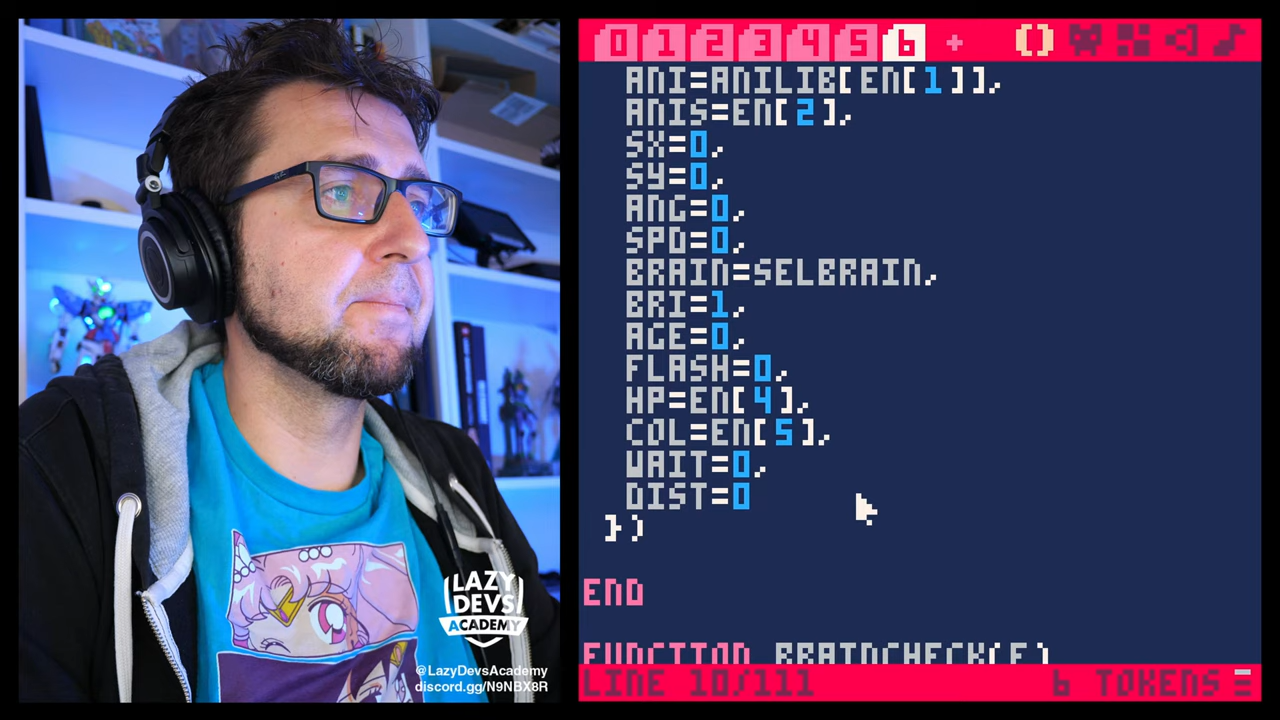 0 1 2 3 4 5 6 +
ANI=ANILIB[EN[1]],
ANIS=EN[2],
SX=0,
SY=0,
ANG=0,
SPD=0,
BRAIN=SELBRAIN,
BRI=1,
AGE=0,
FLASH=0,
HP=EN[4],
COL=EN[5],
WAIT=0,
DIST=0
})
END
FUNCTION BRAINCHECK(E)
LINE 10/111 6 TOKENS
LAZY
DEVS
ACADEMY
@LazyDevsAcademy
discord.gg/N9NBX8R